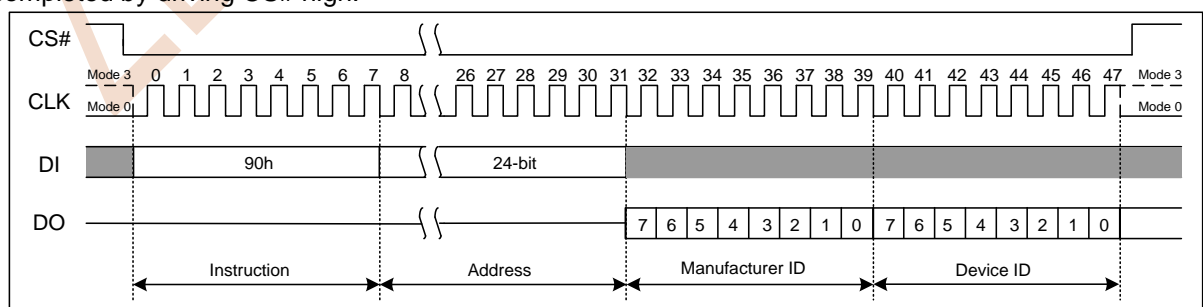 completed by driving CS# high.
CS#
Mode 3 0 1 2 3 4 5 6 7 8 26 27 28 29 30 31 32 33 34 35 36 37 38 39 40 41 42 43 44 45 46 47 Mode 3
CLK Mode 0 Mode 0
DI 90h 24-bit
DO 7 6 5 4 3 2 1 0 7 6 5 4 3 2 1 0
Instruction Address Manufacturer ID Device ID